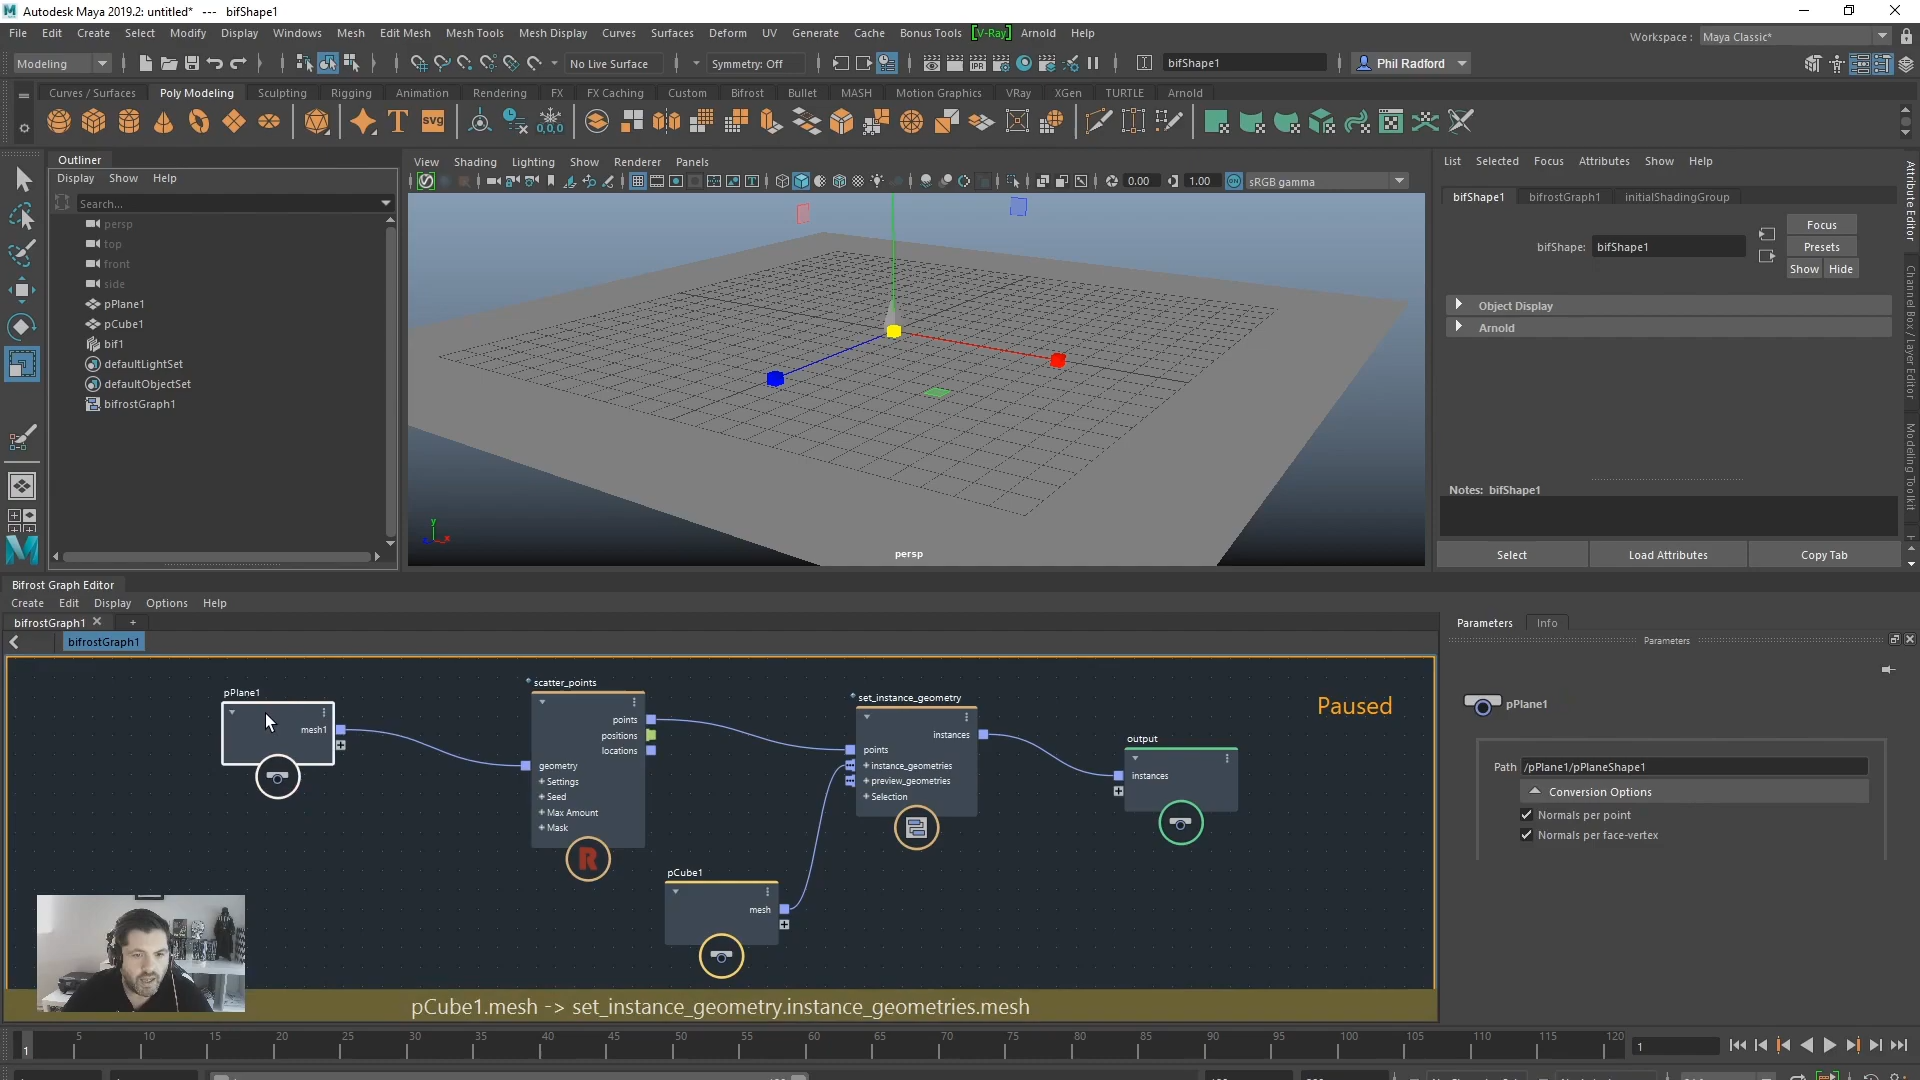 Autodesk Maya 2019.2: untitled*   ---   bifShape1
File Edit Create Select Modify Display Windows Mesh Edit Mesh Mesh Tools Mesh Display Curves Surfaces Deform UV Generate Cache Bonus Tools [V-Ray] Arnold Help
Workspace : Maya Classic*
Modeling No Live Surface Symmetry: Off bifShape1 Phil Radford
Curves / Surfaces Poly Modeling Sculpting Rigging Animation Rendering FX FX Caching Custom Bifrost Bullet MASH Motion Graphics VRay XGen TURTLE Arnold
Outliner
Display Show Help
Search...
persp
top
front
side
pPlane1
pCube1
bif1
defaultLightSet
defaultObjectSet
bifrostGraph1
View Shading Lighting Show Renderer Panels
0.00 1.00 sRGB gamma
persp
List Selected Focus Attributes Show Help
bifShape1 bifrostGraph1 initialShadingGroup
Focus
bifShape: bifShape1 Presets
Show Hide
Object Display
Arnold
Notes: bifShape1
Select Load Attributes Copy Tab
Attribute Editor
Channel Box / Layer Editor
Modeling Toolkit
Bifrost Graph Editor
Create Edit Display Options Help
bifrostGraph1
bifrostGraph1
pPlane1
mesh1
scatter_points
points
positions
locations
geometry
Settings
Seed
Max Amount
Mask
R
pCube1
mesh
set_instance_geometry
instances
points
instance_geometries
preview_geometries
Selection
output
instances
Paused
pCube1.mesh -> set_instance_geometry.instance_geometries.mesh
Parameters Info
Parameters
pPlane1
Path /pPlane1/pPlaneShape1
Conversion Options
Normals per point
Normals per face-vertex
1 5 10 15 20 25 30 35 40 45 50 55 60 65 70 75 80 85 90 95 100 105 110 115 120
1